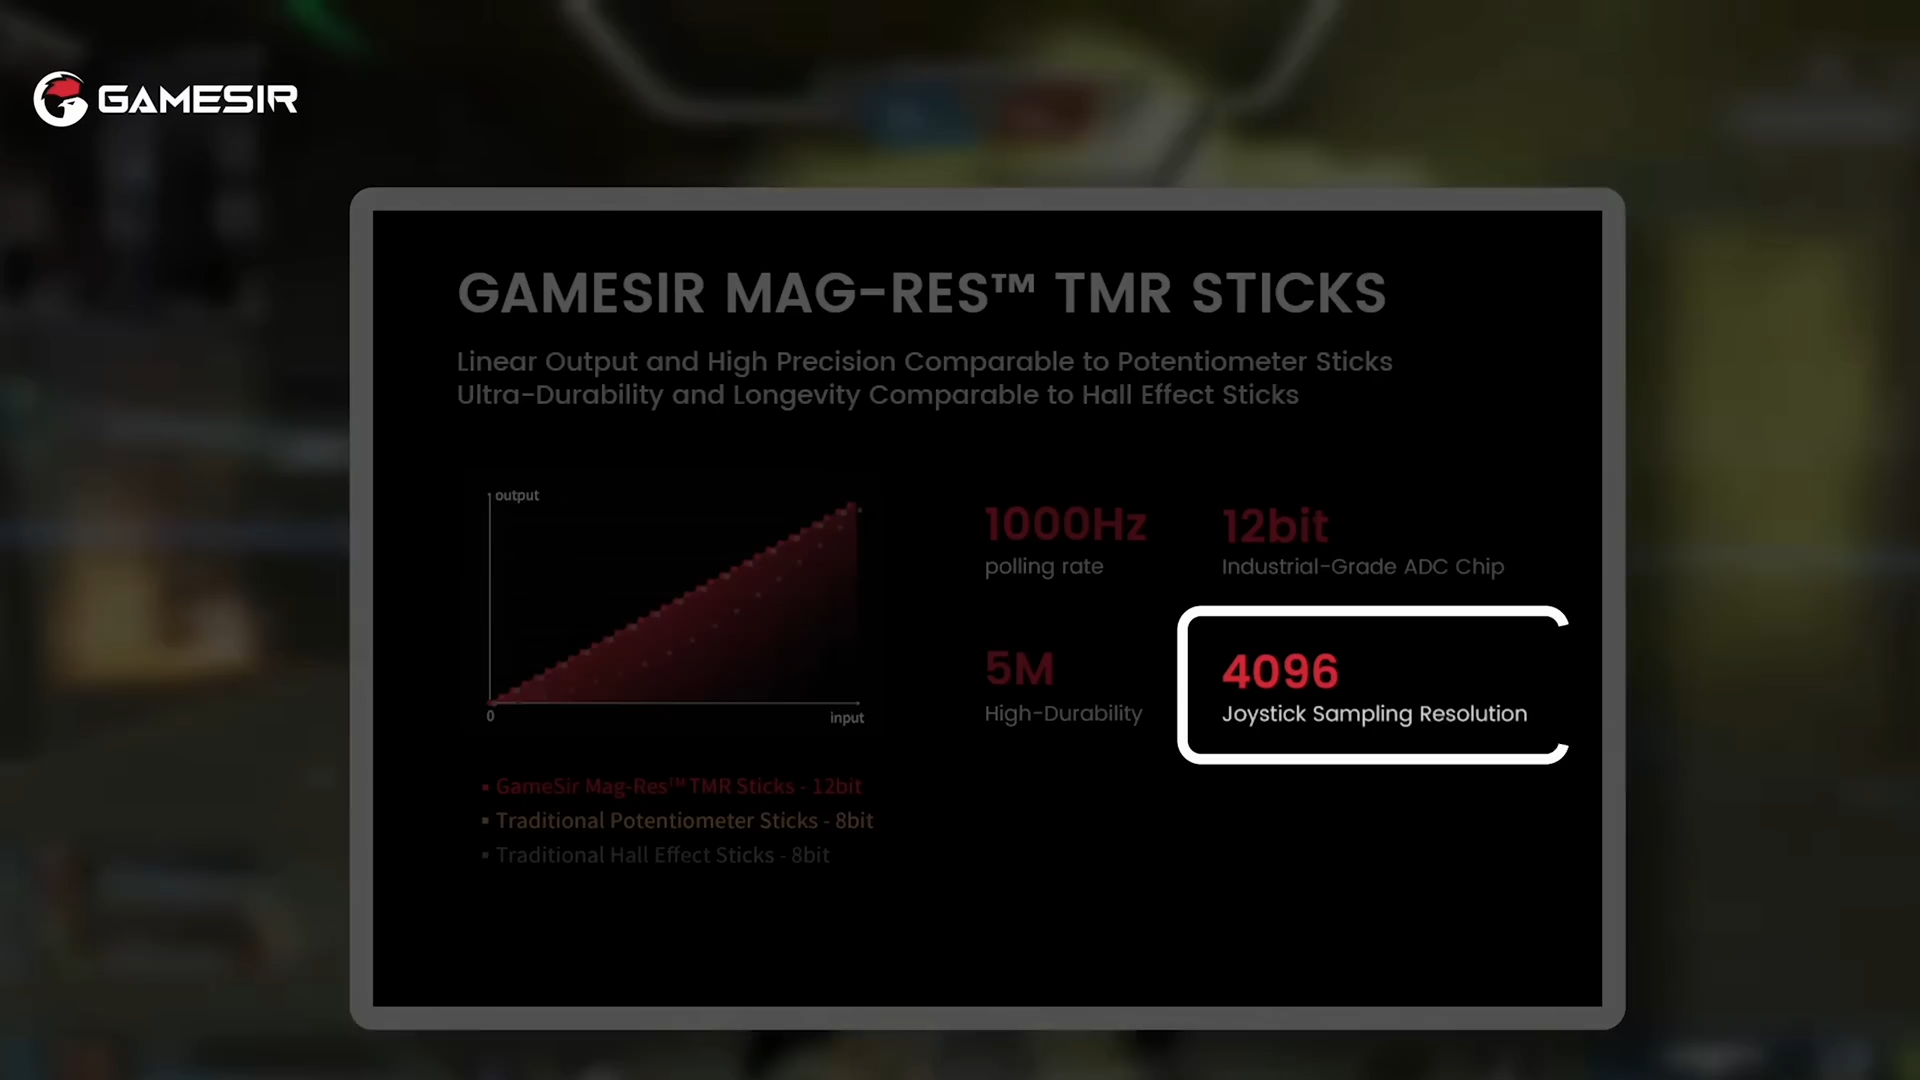 GAMESIR
GAMESIR MAG-RES™ TMR STICKS
Linear Output and High Precision Comparable to Potentiometer Sticks
Ultra-Durability and Longevity Comparable to Hall Effect Sticks
output
0
input
▪ GameSir Mag-Res™ TMR Sticks - 12bit
▪ Traditional Potentiometer Sticks - 8bit
▪ Traditional Hall Effect Sticks - 8bit
1000Hz
polling rate
12bit
Industrial-Grade ADC Chip
5M
High-Durability
4096
Joystick Sampling Resolution